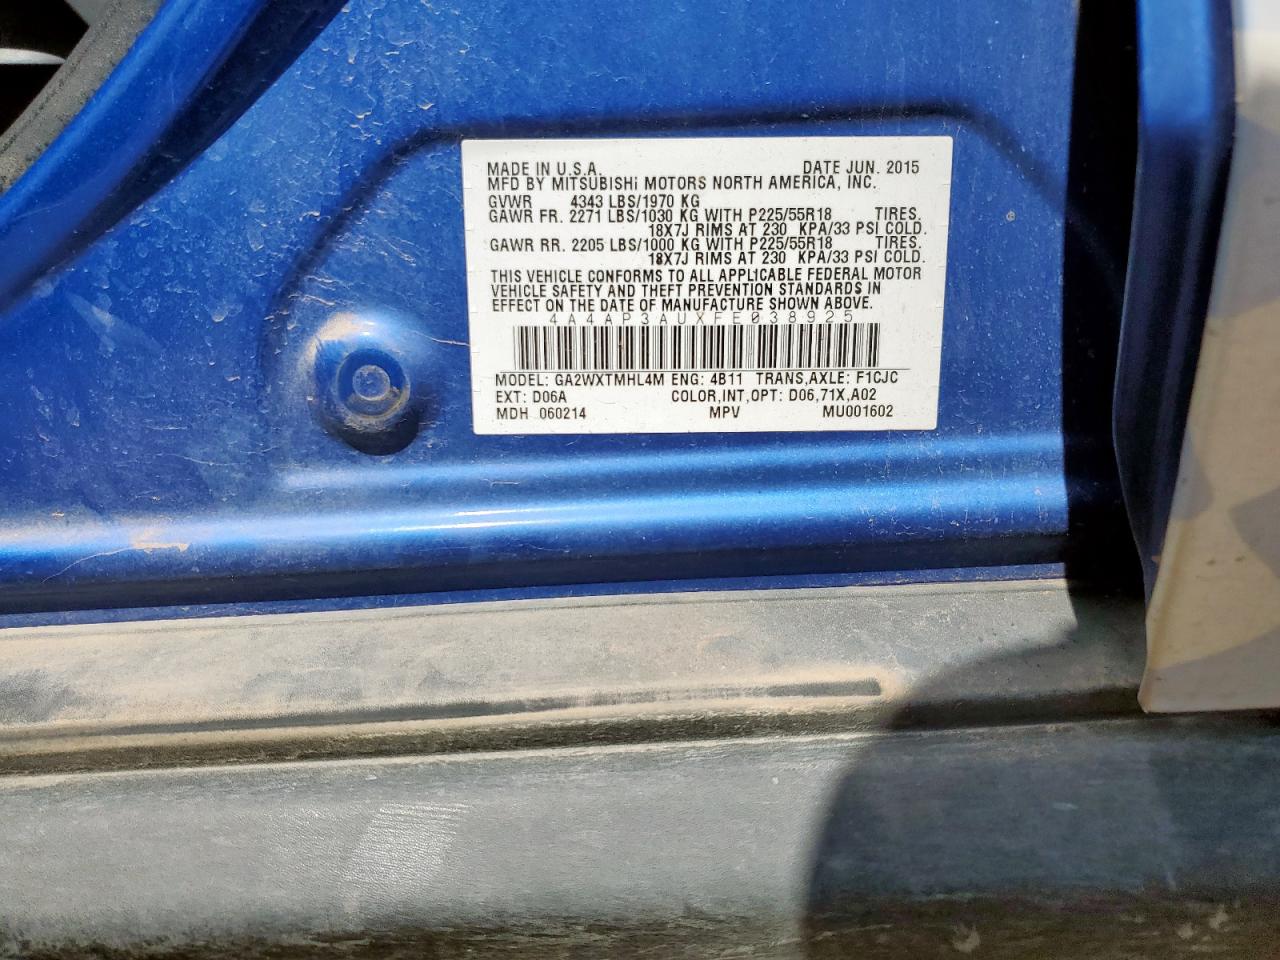 MADE IN U.S.A. DATE JUN. 2015
MFD BY MITSUBISHi MOTORS NORTH AMERICA, INC.
GVWR 4343 LBS/1970 KG
GAWR FR. 2271 LBS/1030 KG WITH P225/55R18 TIRES.
18X7J RIMS AT 230 KPA/33 PSI COLD.
GAWR RR. 2205 LBS/1000 KG WITH P225/55R18 TIRES.
18X7J RIMS AT 230 KPA/33 PSI COLD.
THIS VEHICLE CONFORMS TO ALL APPLICABLE FEDERAL MOTOR
VEHICLE SAFETY AND THEFT PREVENTION STANDARDS IN
EFFECT ON THE DATE OF MANUFACTURE SHOWN ABOVE.
4A4AP3AUXFE038925
MODEL: GA2WXTMHL4M ENG: 4B11 TRANS,AXLE: F1CJC
EXT: D06A COLOR,INT,OPT: D06,71X,A02
MDH 060214 MPV MU001602